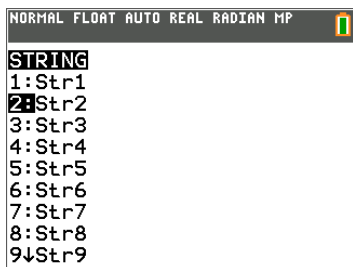 NORMAL FLOAT AUTO REAL RADIAN MP
STRING
1:Str1
2:Str2
3:Str3
4:Str4
5:Str5
6:Str6
7:Str7
8:Str8
9↓Str9